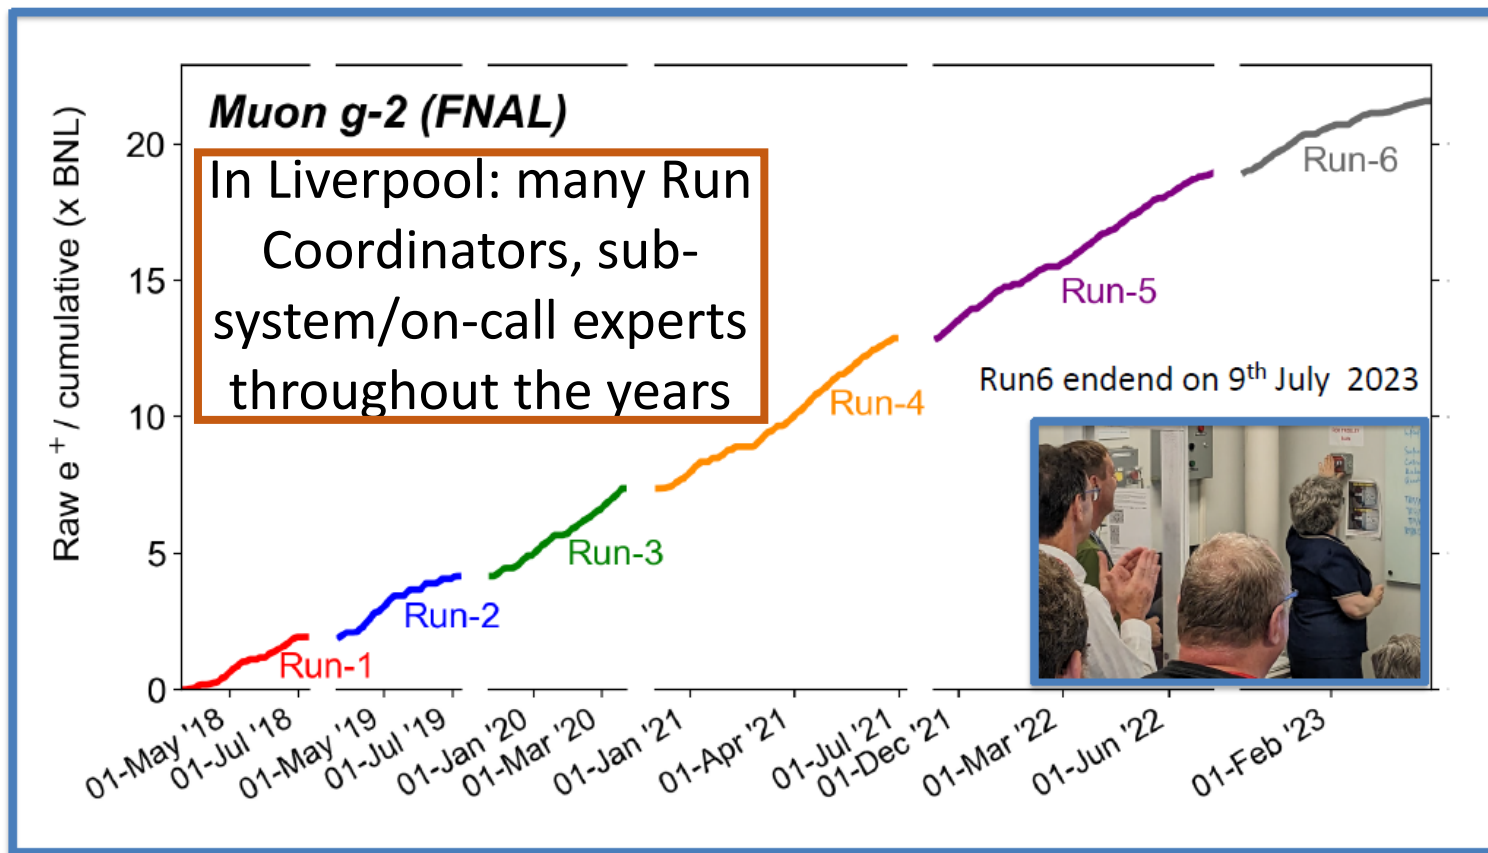 Muon g-2 (FNAL)
In Liverpool: many Run
Coordinators, sub-
system/on-call experts
throughout the years
Raw e+ / cumulative (x BNL)
20
15
10
5
0
Run-1
Run-2
Run-3
Run-4
Run-5
Run-6
Run6 endend on 9th July 2023
01-May '18
01-Jul '18
01-May '19
01-Jul '19
01-Jan '20
01-Mar '20
01-Jan '21
01-Apr '21
01-Jul '21
01-Dec '21
01-Mar '22
01-Jun '22
01-Feb '23